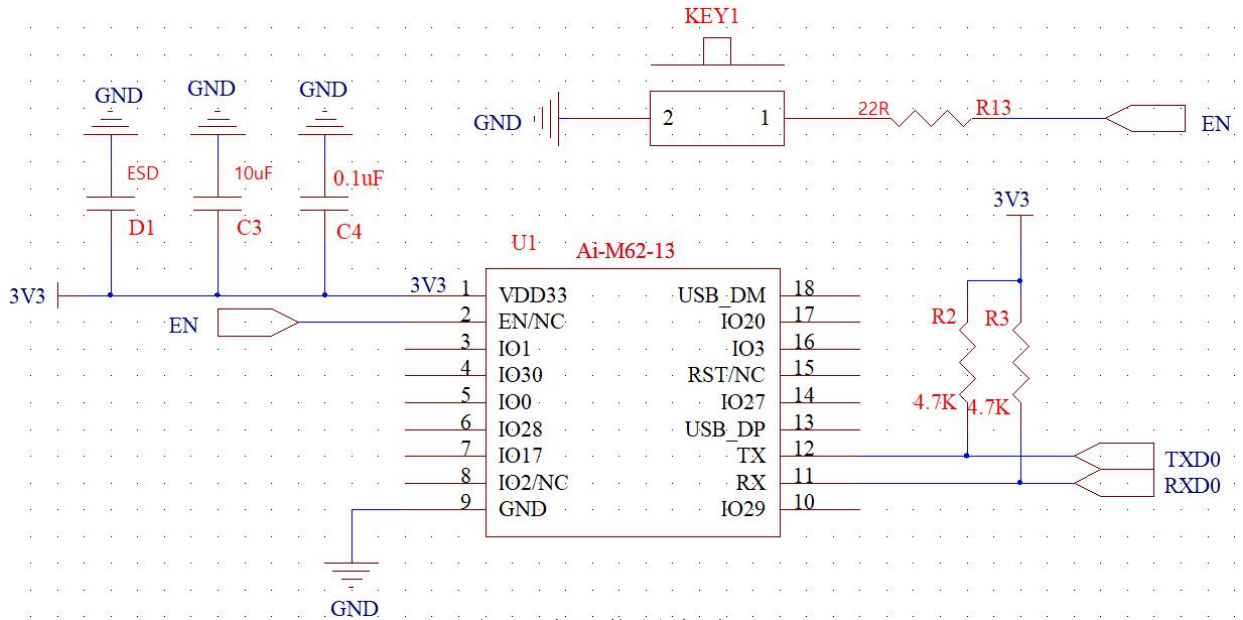 KEY1
GND
GND
GND
GND
2
1
22R
R13
EN
ESD
10uF
0.1uF
D1
C3
C4
3V3
U1
Ai-M62-13
3V3
3V3
1
VDD33
USB_DM
18
EN
2
EN/NC
IO20
17
R2
R3
3
IO1
IO3
16
4
IO30
RST/NC
15
5
IO0
IO27
14
4.7K
4.7K
6
IO28
USB_DP
13
7
IO17
TX
12
TXD0
8
IO2/NC
RX
11
RXD0
9
GND
IO29
10
GND